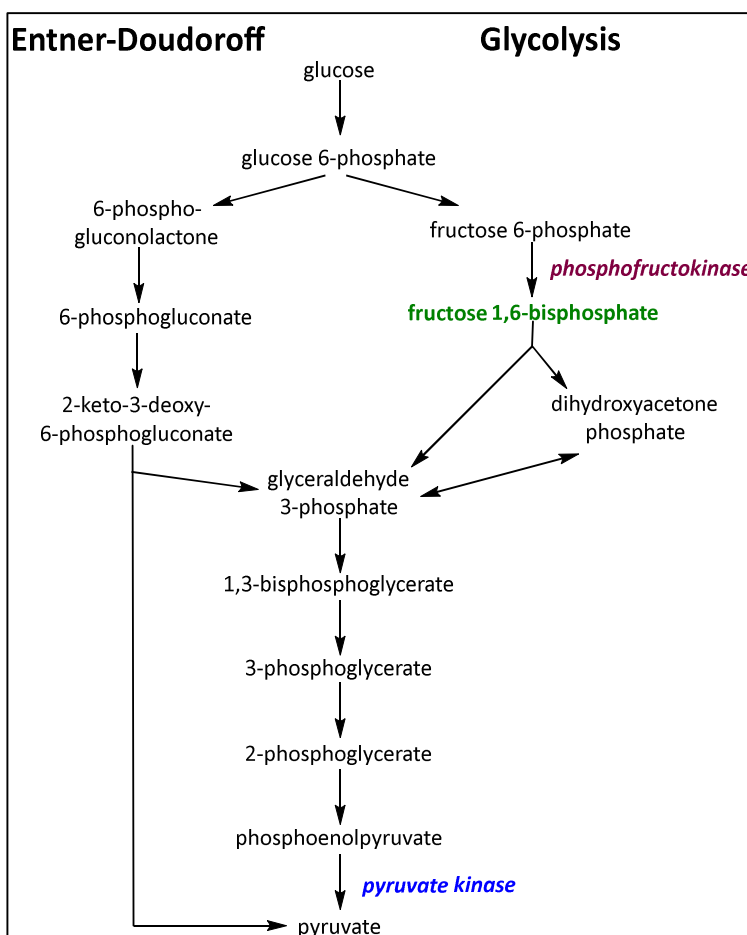 Entner-Doudoroff
Glycolysis
glucose
glucose 6-phosphate
6-phospho-
gluconolactone
fructose 6-phosphate
phosphofructokinase
6-phosphogluconate
fructose 1,6-bisphosphate
2-keto-3-deoxy-
6-phosphogluconate
dihydroxyacetone
phosphate
glyceraldehyde
3-phosphate
1,3-bisphosphoglycerate
3-phosphoglycerate
2-phosphoglycerate
phosphoenolpyruvate
pyruvate kinase
pyruvate